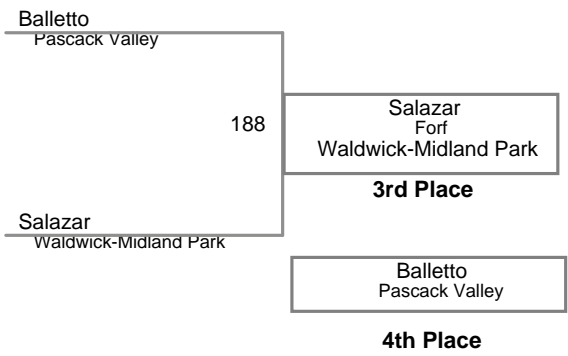 Balletto
Pascack Valley
188
Salazar
Forf
Waldwick-Midland Park
3rd Place
Salazar
Waldwick-Midland Park
Balletto
Pascack Valley
4th Place